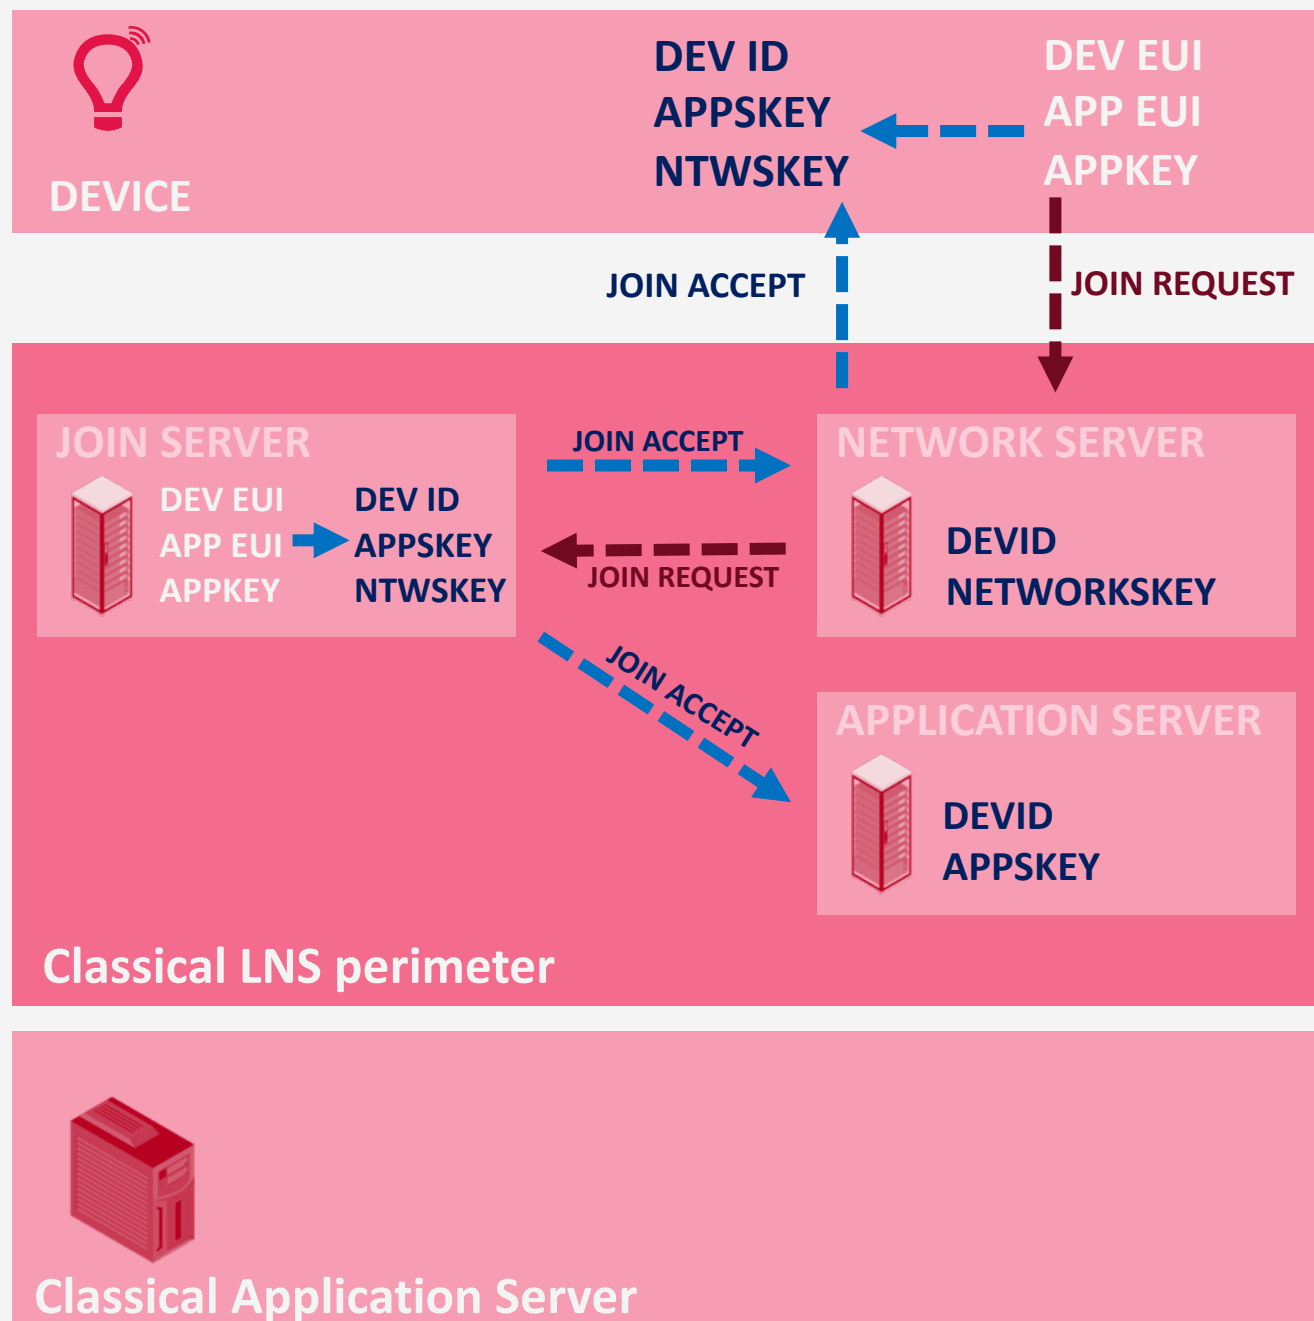 DEVICE
DEV ID
APPSKEY
NTWSKEY
DEV EUI
APP EUI
APPKEY
JOIN ACCEPT
JOIN REQUEST
JOIN SERVER
DEV EUI
APP EUI
APPKEY
DEV ID
APPSKEY
NTWSKEY
JOIN ACCEPT
JOIN REQUEST
NETWORK SERVER
DEVID
NETWORKSKEY
JOIN ACCEPT
APPLICATION SERVER
DEVID
APPSKEY
Classical LNS perimeter
Classical Application Server